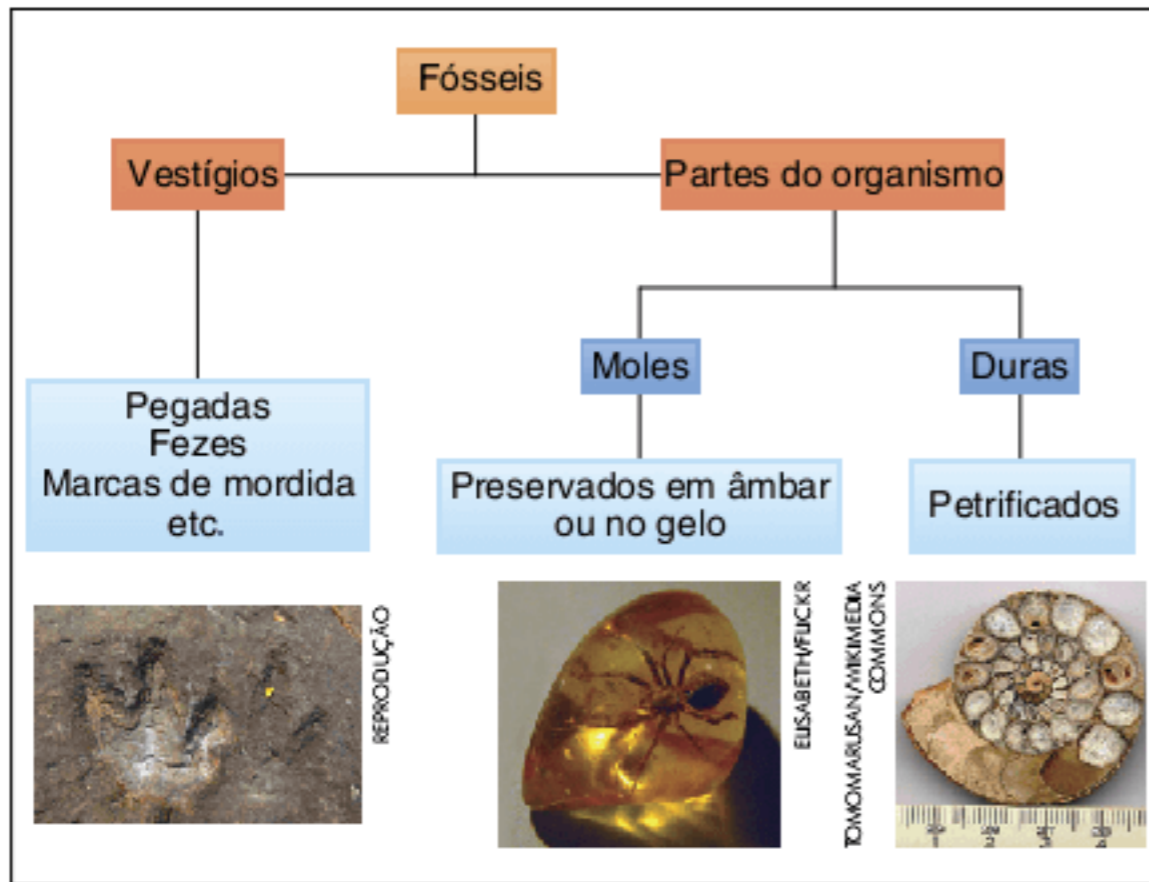 Fósseis
Vestígios
Partes do organismo
Moles
Duras
Pegadas
Fezes
Marcas de mordida
etc.
Preservados em âmbar
ou no gelo
Petrificados
REPRODUÇÃO
ELISABETH/FLICKR
TOMOMARUSAN/WIKIMEDIA
COMMONS